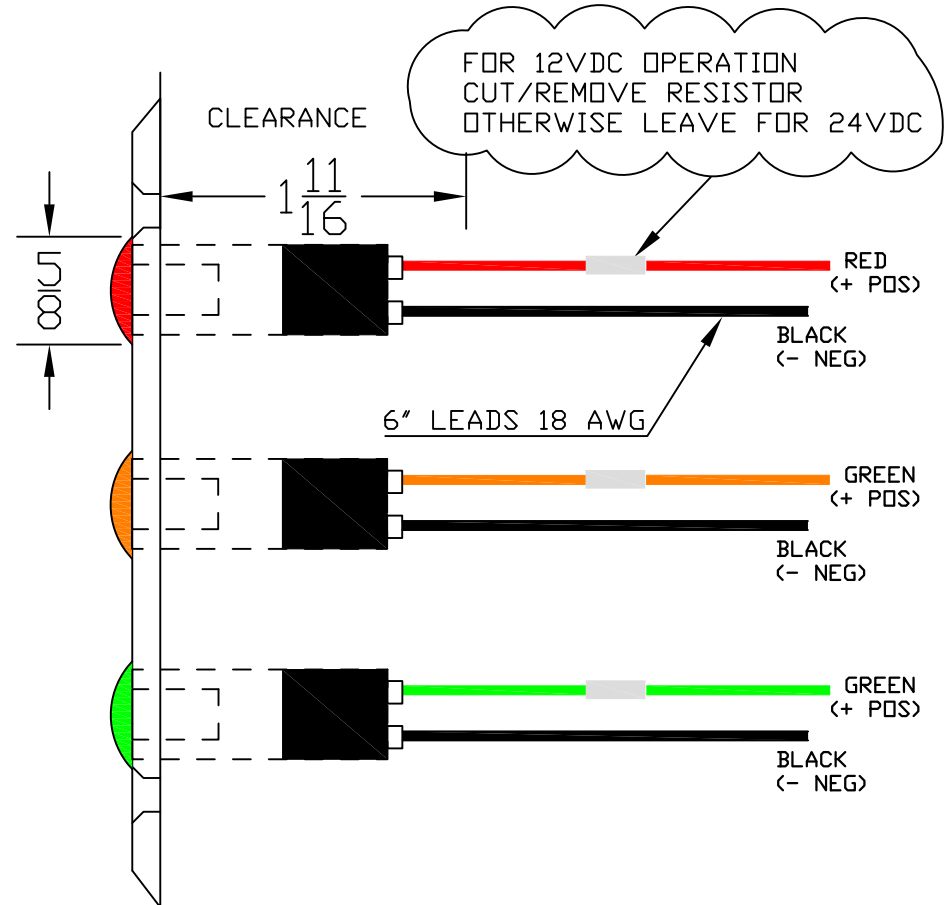 FOR 12VDC OPERATION
CUT/REMOVE RESISTOR
OTHERWISE LEAVE FOR 24VDC
CLEARANCE
1 11/16
5/8
RED
(+ POS)
BLACK
(- NEG)
6" LEADS 18 AWG
GREEN
(+ POS)
BLACK
(- NEG)
GREEN
(+ POS)
BLACK
(- NEG)